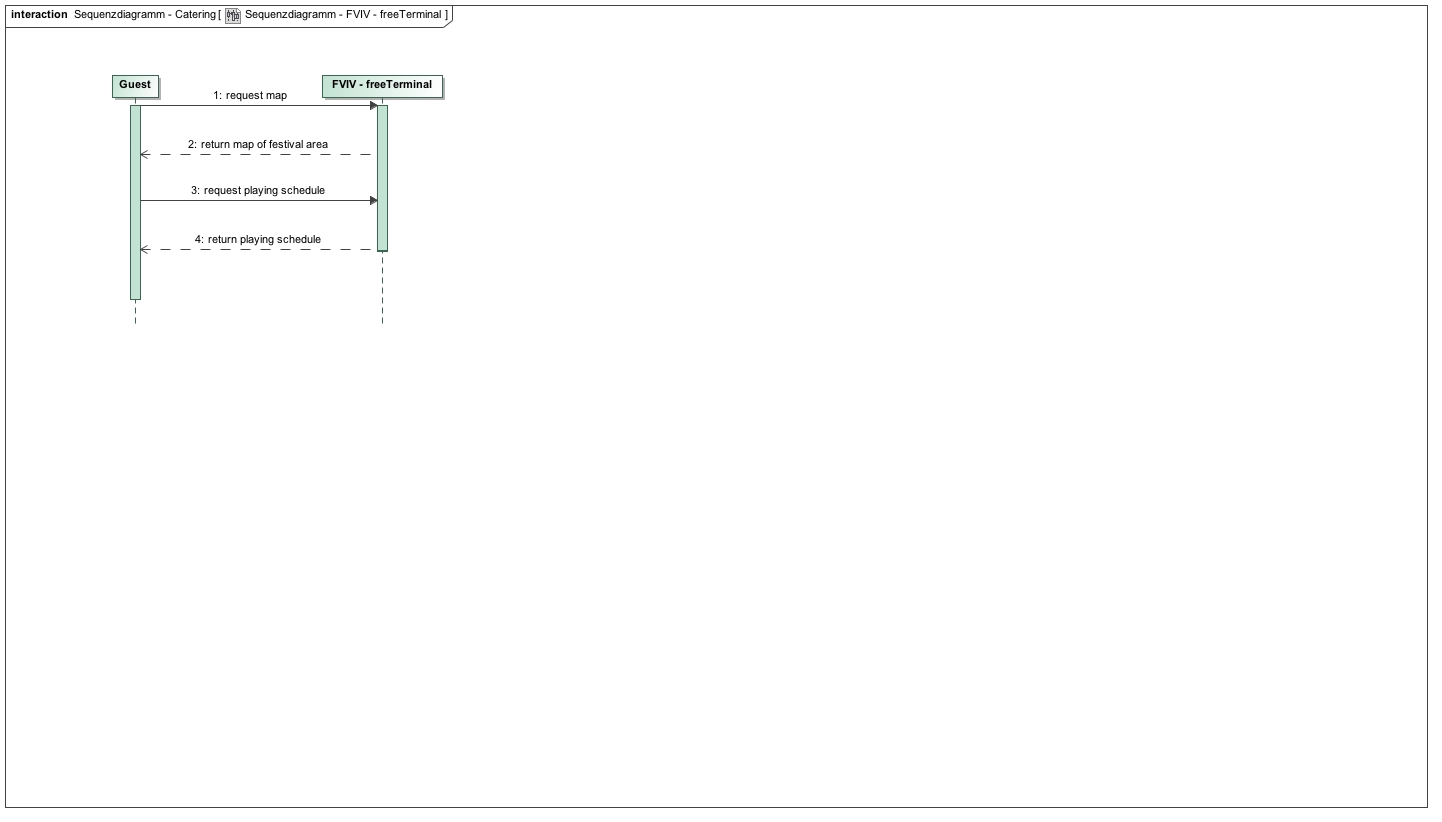 interaction Sequenzdiagramm - Catering [ Sequenzdiagramm - FVIV - freeTerminal ]
Guest
FVIV - freeTerminal
1: request map
2: return map of festival area
3: request playing schedule
4: return playing schedule